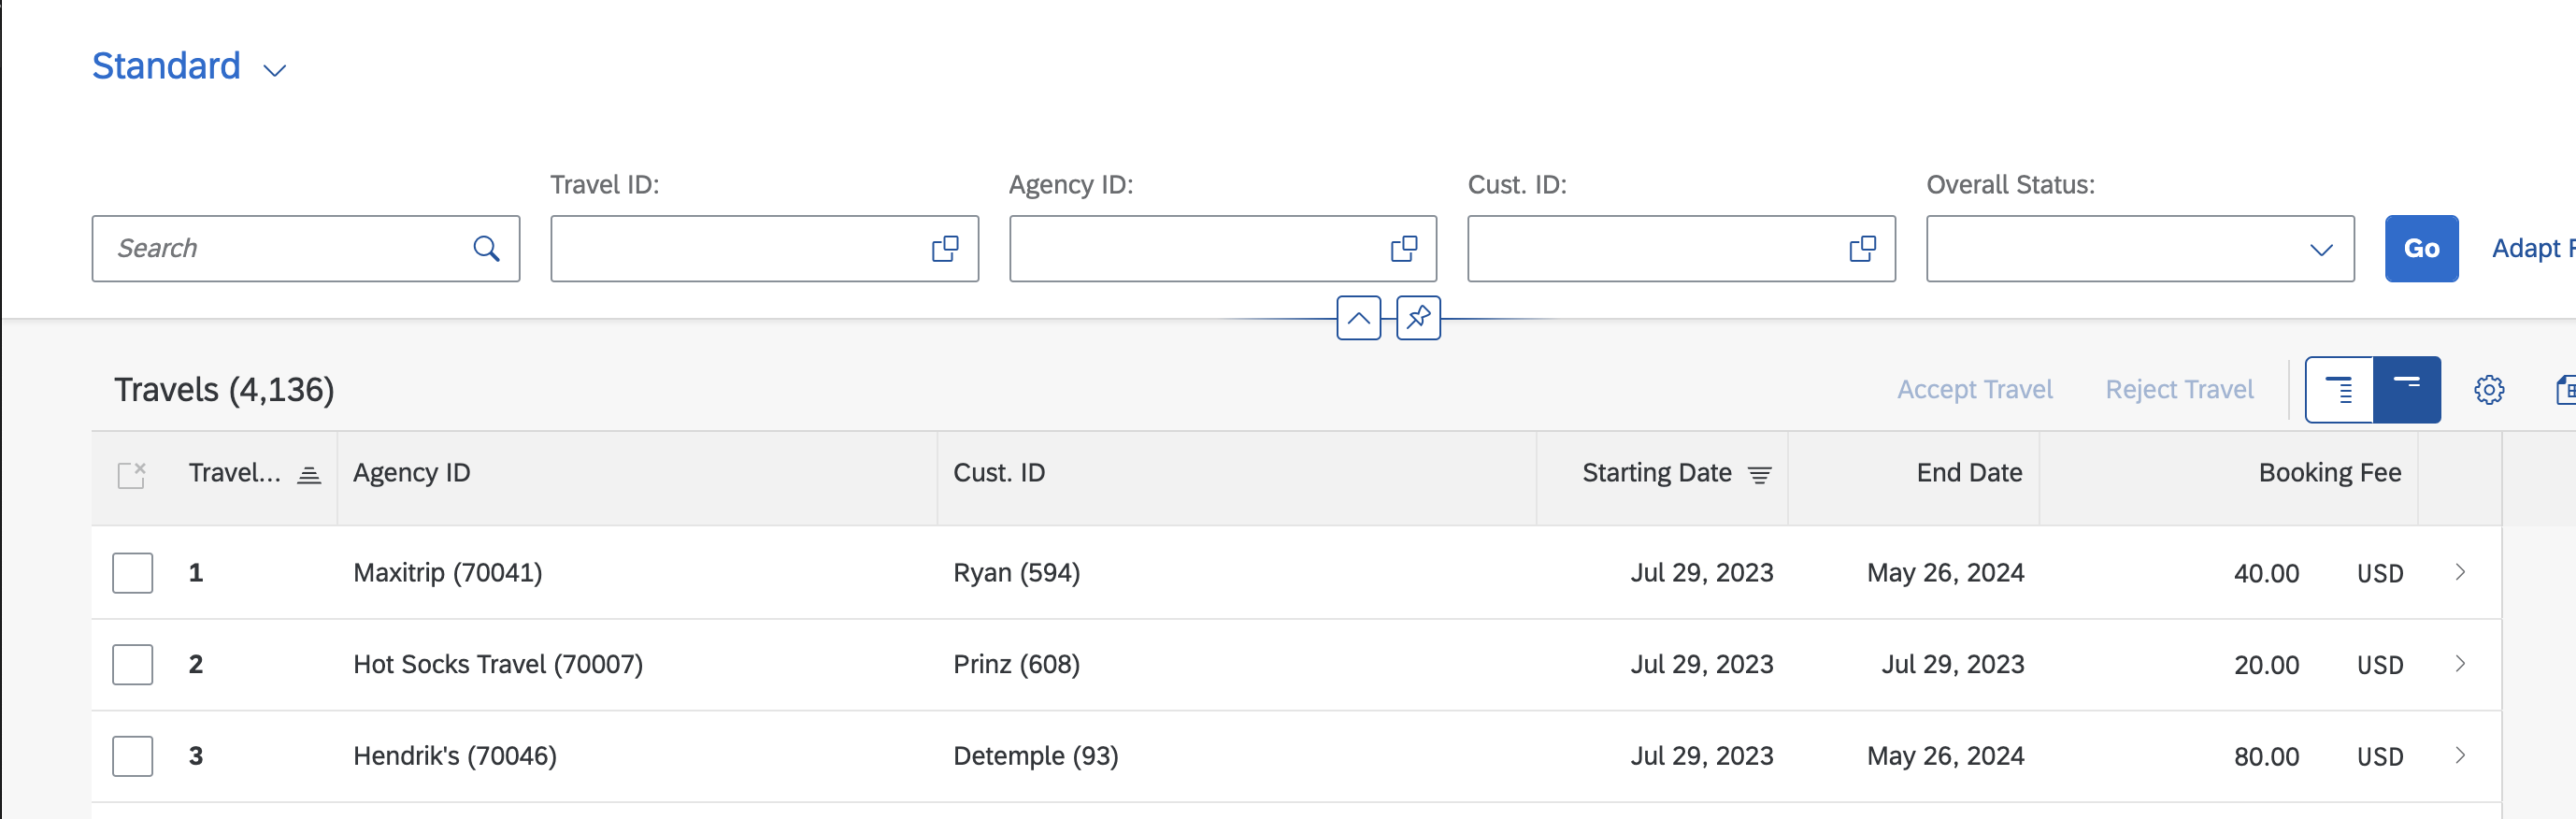 Standard
Travel ID: Agency ID: Cust. ID: Overall Status:
Search Go Adapt
Travels (4,136) Accept Travel Reject Travel
Travel... Agency ID Cust. ID Starting Date End Date Booking Fee
1 Maxitrip (70041) Ryan (594) Jul 29, 2023 May 26, 2024 40.00 USD
2 Hot Socks Travel (70007) Prinz (608) Jul 29, 2023 Jul 29, 2023 20.00 USD
3 Hendrik's (70046) Detemple (93) Jul 29, 2023 May 26, 2024 80.00 USD